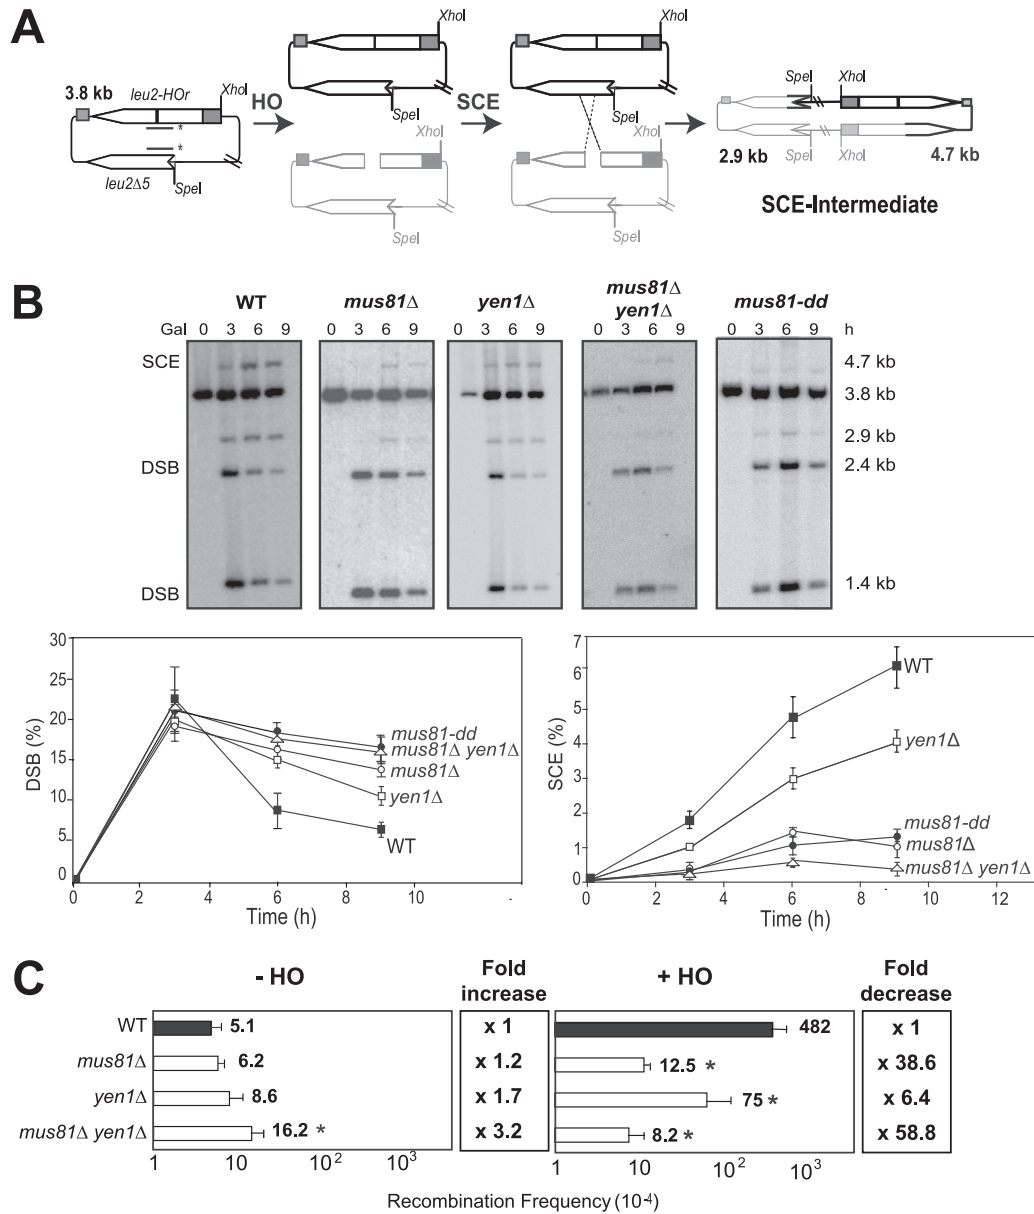 A
3.8 kb
leu2-HOr
XhoI
*
*
leu2Δ5
SpeI
HO
XhoI
SpeI
XhoI
SpeI
SCE
XhoI
SpeI
XhoI
SpeI
SpeI XhoI
2.9 kb SpeI XhoI 4.7 kb
SCE-Intermediate
B
WT mus81Δ yen1Δ mus81Δ yen1Δ mus81-dd
Gal 0 3 6 9 0 3 6 9 0 3 6 9 0 3 6 9 0 3 6 9 h
SCE 4.7 kb
3.8 kb
2.9 kb
DSB 2.4 kb
DSB 1.4 kb
30
25
20
15
10
5
0
DSB (%)
mus81-dd
mus81Δ yen1Δ
mus81Δ
yen1Δ
WT
0 2 4 6 8 10
Time (h)
7
6
5
4
3
2
1
0
SCE (%)
WT
yen1Δ
mus81-dd
mus81Δ
mus81Δ yen1Δ
0 2 4 6 8 10 12
Time (h)
C
- HO Fold increase + HO Fold decrease
WT 5.1 x 1 482 x 1
mus81Δ 6.2 x 1.2 12.5 * x 38.6
yen1Δ 8.6 x 1.7 75 * x 6.4
mus81Δ yen1Δ 16.2 * x 3.2 8.2 * x 58.8
1 10 10² 10³ 1 10 10² 10³
Recombination Frequency (10⁻⁴)